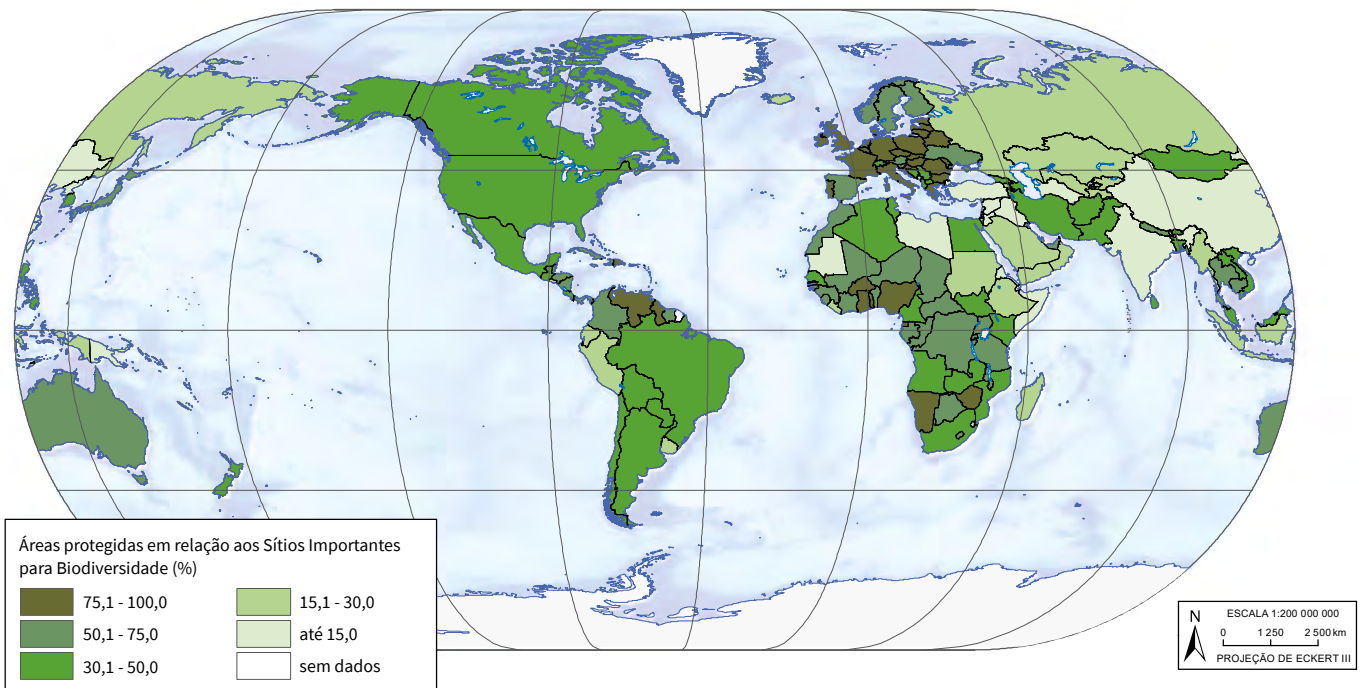 Áreas protegidas em relação aos Sítios Importantes
para Biodiversidade (%)
75,1 - 100,0
50,1 - 75,0
30,1 - 50,0
15,1 - 30,0
até 15,0
sem dados
N
ESCALA 1:200 000 000
0 1 250 2 500 km
PROJEÇÃO DE ECKERT III